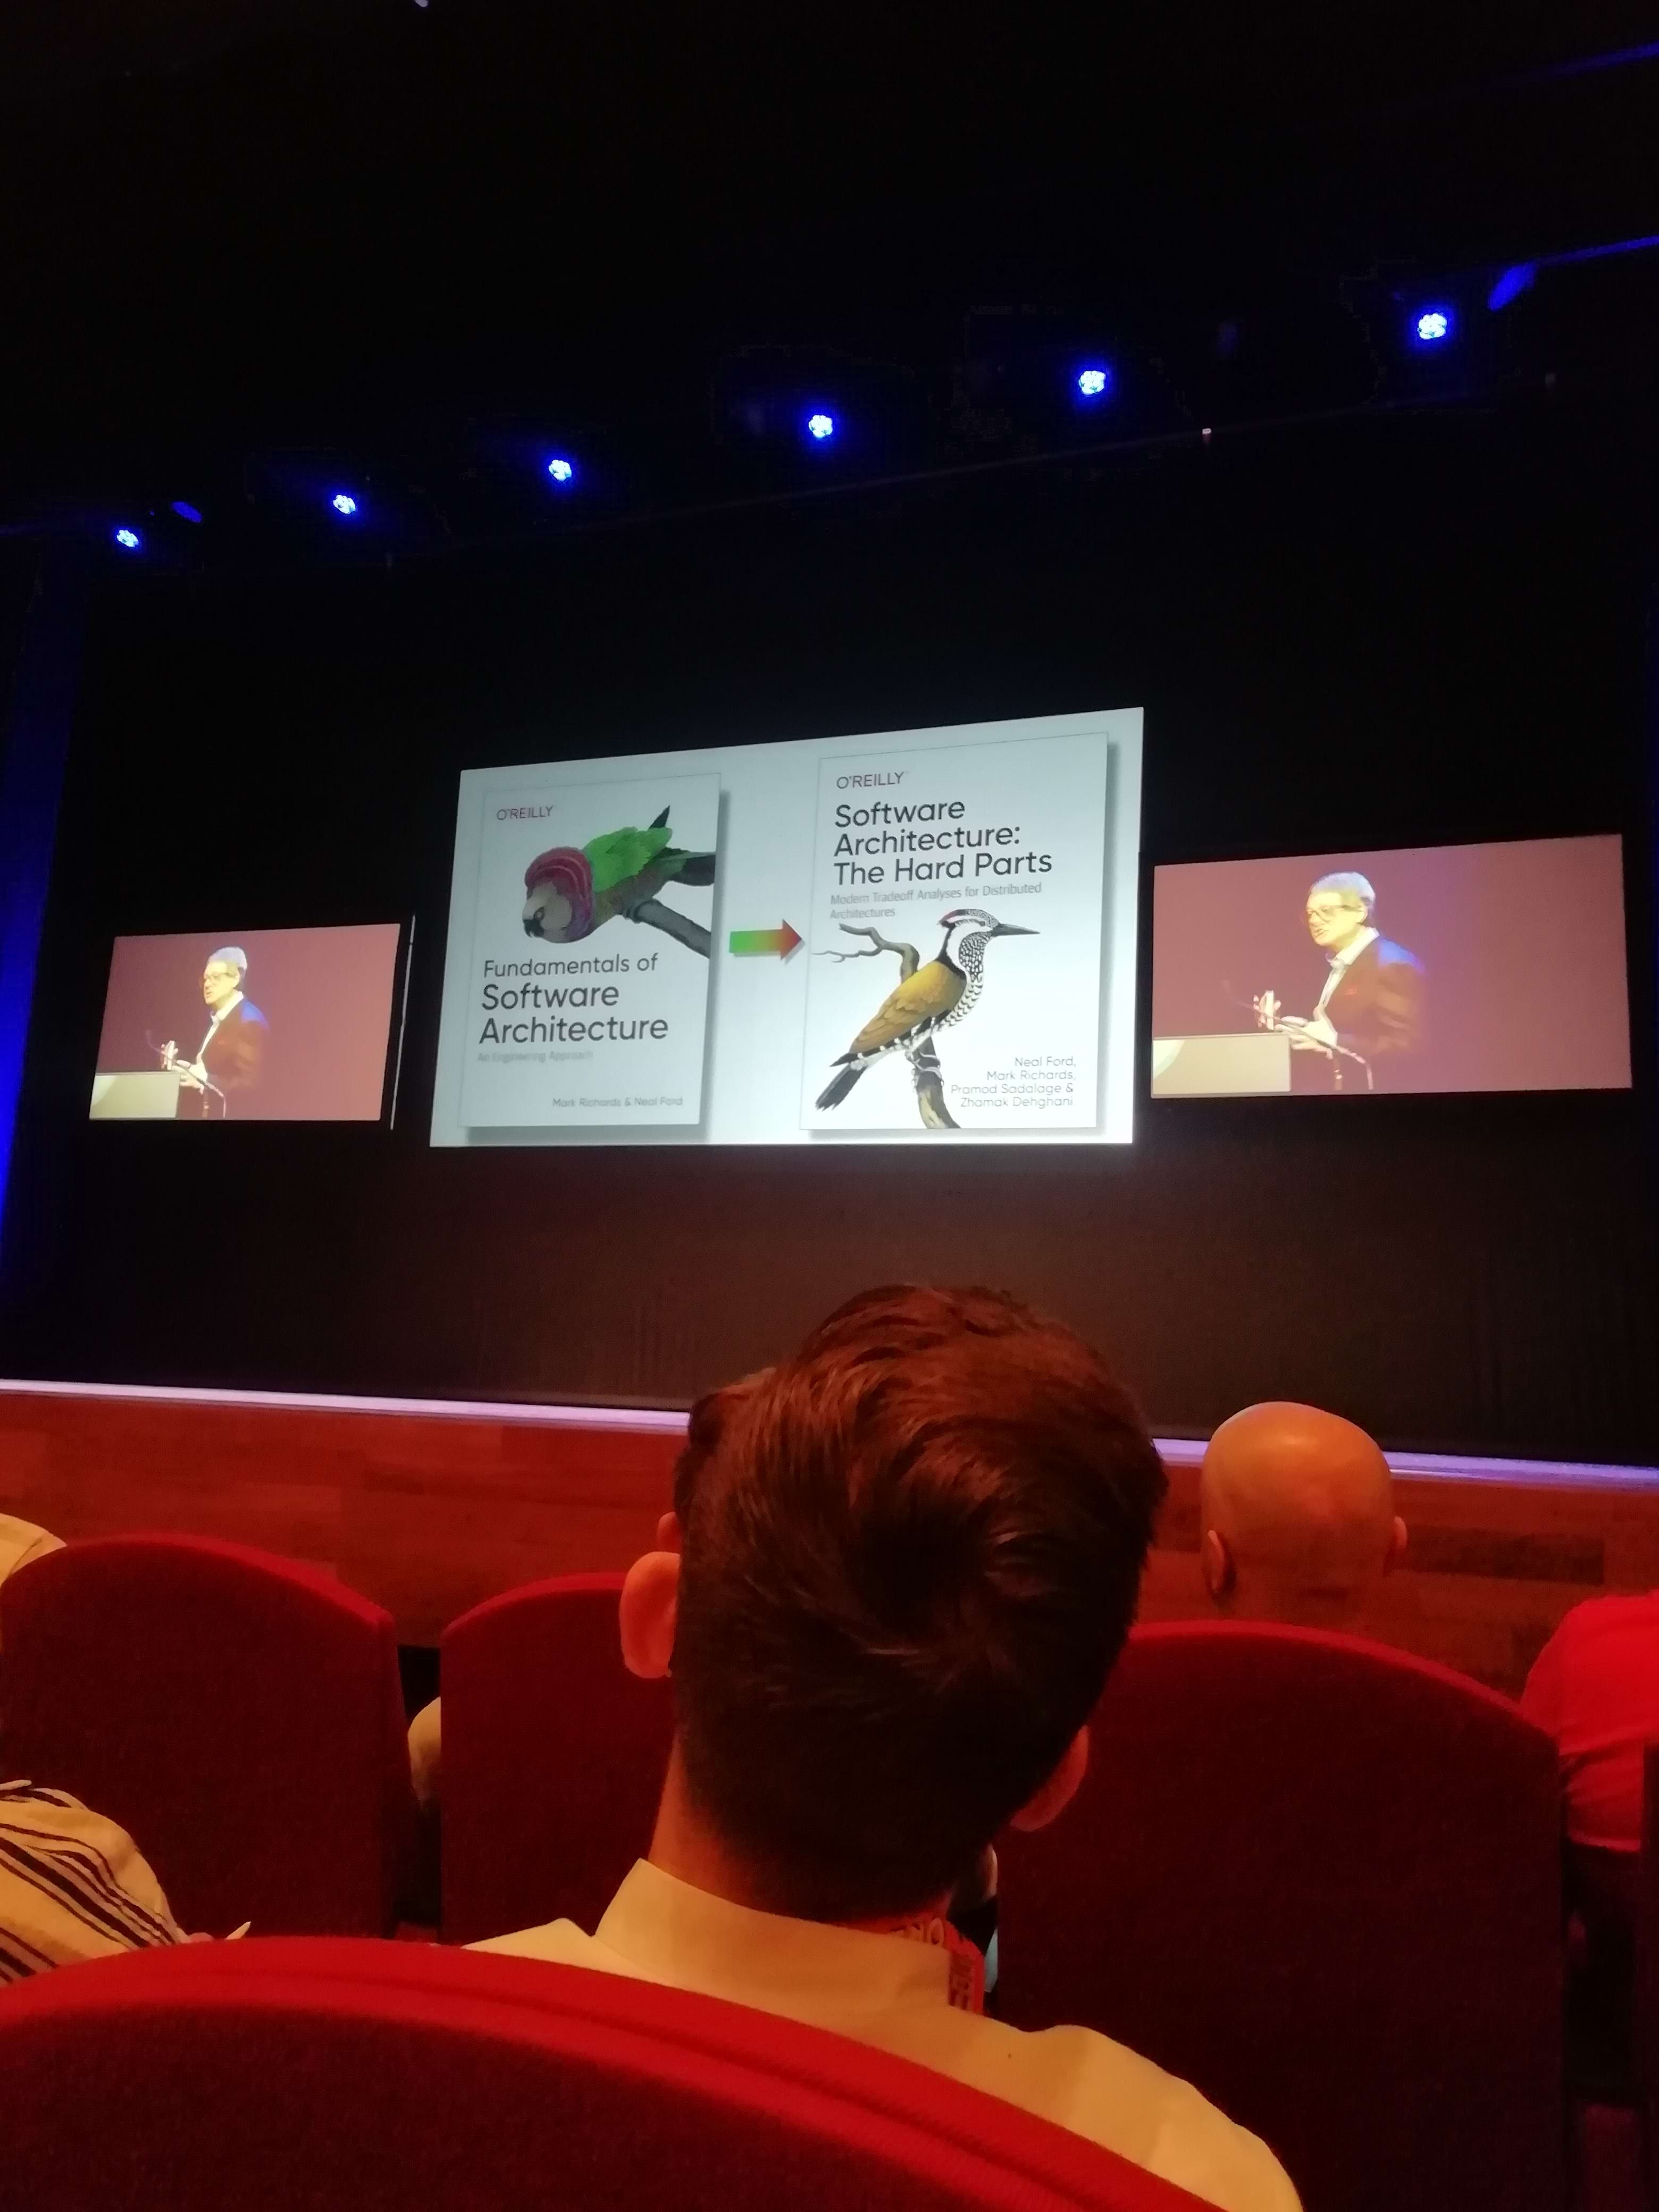 O'REILLY
Fundamentals of
Software
Architecture
An Engineering Approach
Mark Richards & Neal Ford
O'REILLY
Software
Architecture:
The Hard Parts
Modern Tradeoff Analyses for Distributed
Architectures
Neal Ford,
Mark Richards,
Pramod Sadalage &
Zhamak Dehghani